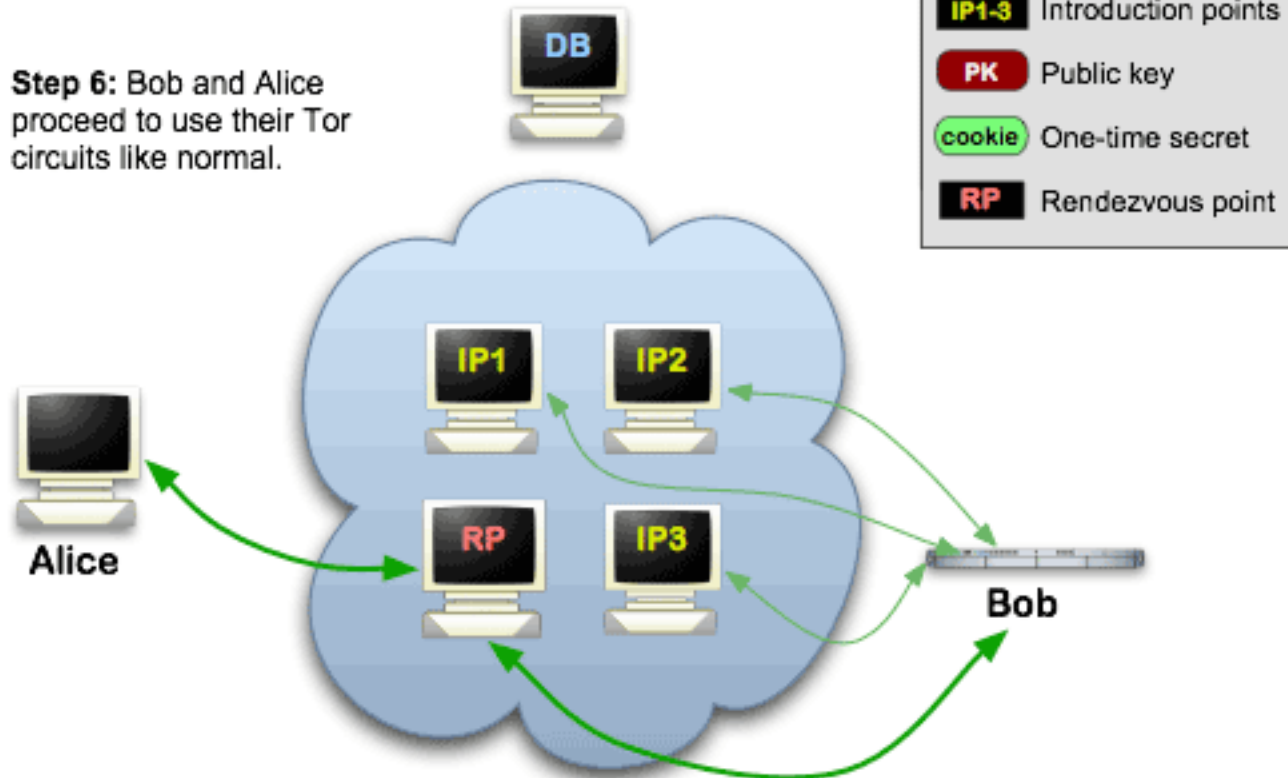 DB
Step 6: Bob and Alice
proceed to use their Tor
circuits like normal.
IP1-3 Introduction points
PK Public key
cookie One-time secret
RP Rendezvous point
IP1
IP2
RP
IP3
Alice
Bob